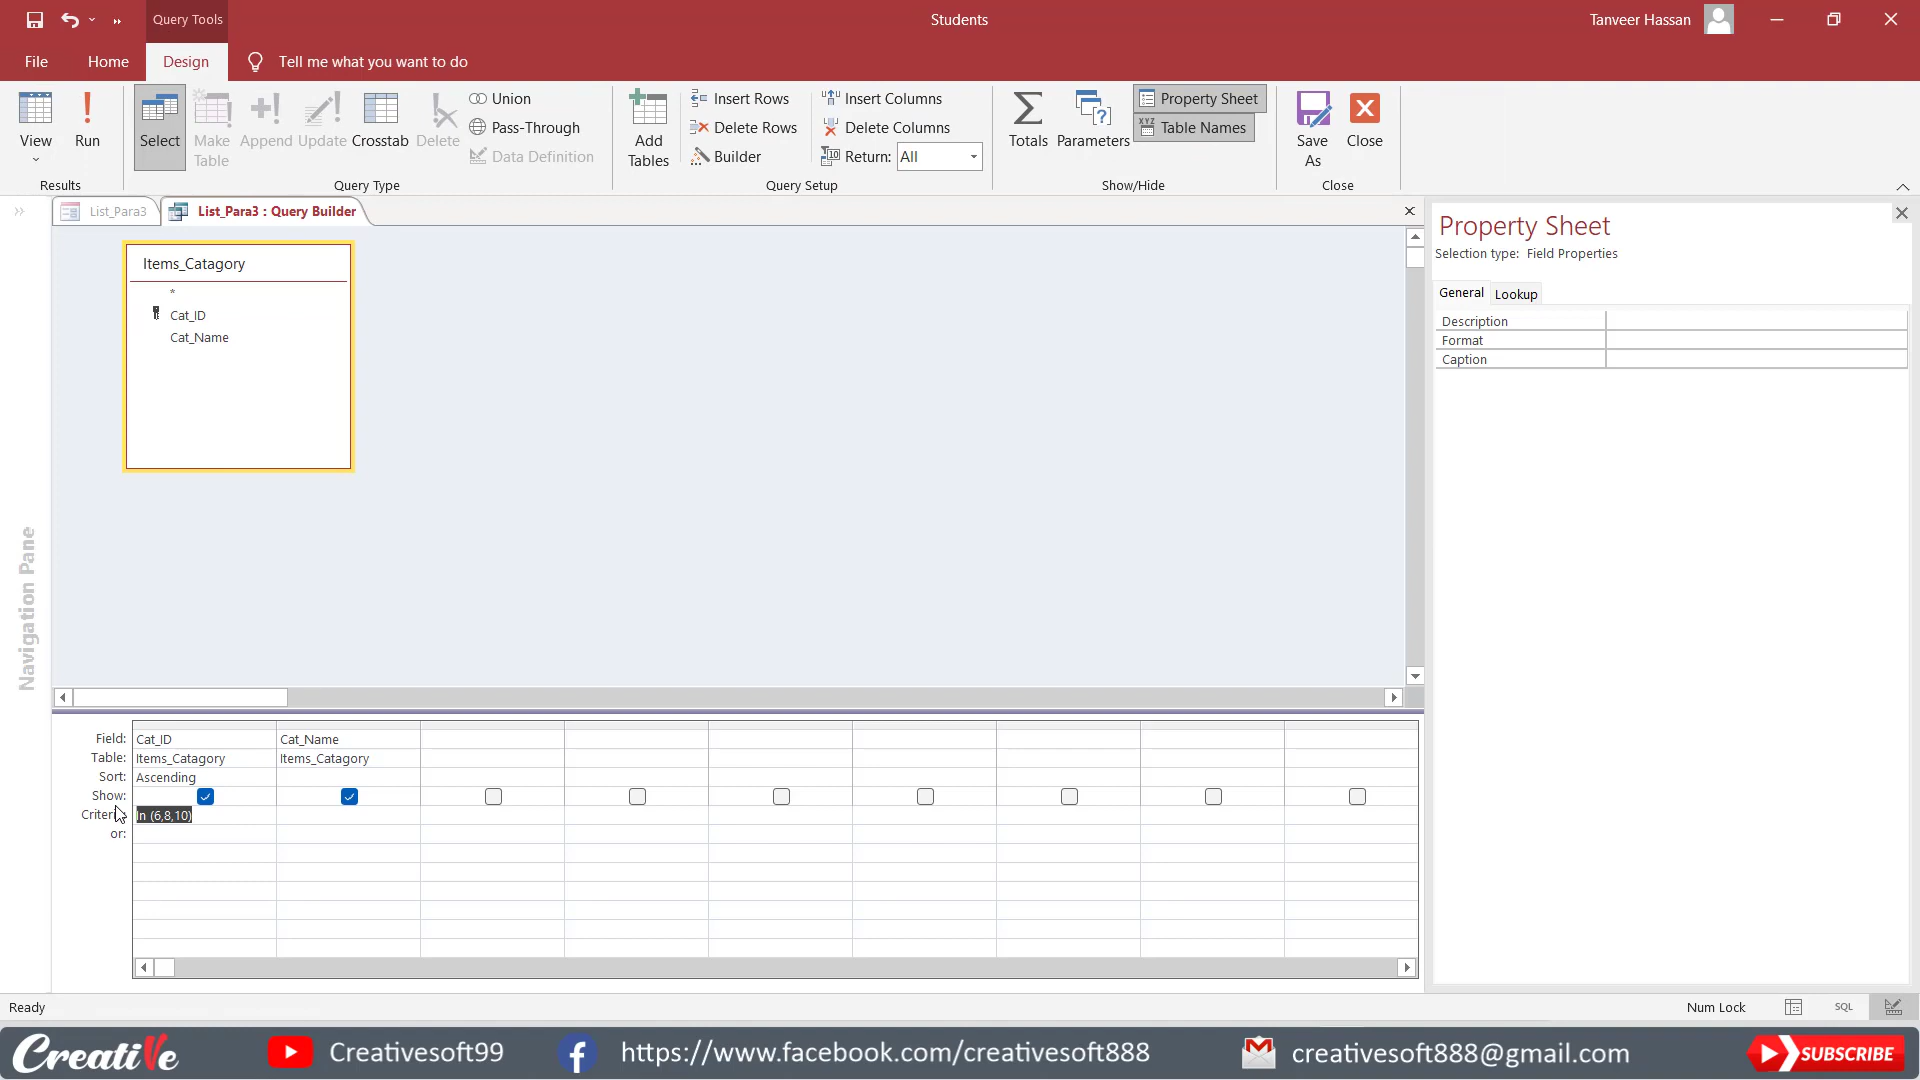 Query Tools
Students
Tanveer Hassan
File
Home
Design
Tell me what you want to do
View
Run
Select
Make Table
Append
Update
Crosstab
Delete
Union
Pass-Through
Data Definition
Add Tables
Insert Rows
Delete Rows
Builder
Insert Columns
Delete Columns
Return: All
Totals
Parameters
Property Sheet
Table Names
Save As
Close
Results
Query Type
Query Setup
Show/Hide
Close
List_Para3
List_Para3 : Query Builder
Property Sheet
Selection type: Field Properties
General
Lookup
Description
Format
Caption
Items_Catagory
*
Cat_ID
Cat_Name
Navigation Pane
Field: Cat_ID Cat_Name
Table: Items_Catagory Items_Catagory
Sort: Ascending
Show:
Criteri In (6,8,10)
or:
Ready
Num Lock
SQL
CreatiVe
Creativesoft99
https://www.facebook.com/creativesoft888
creativesoft888@gmail.com
SUBSCRIBE